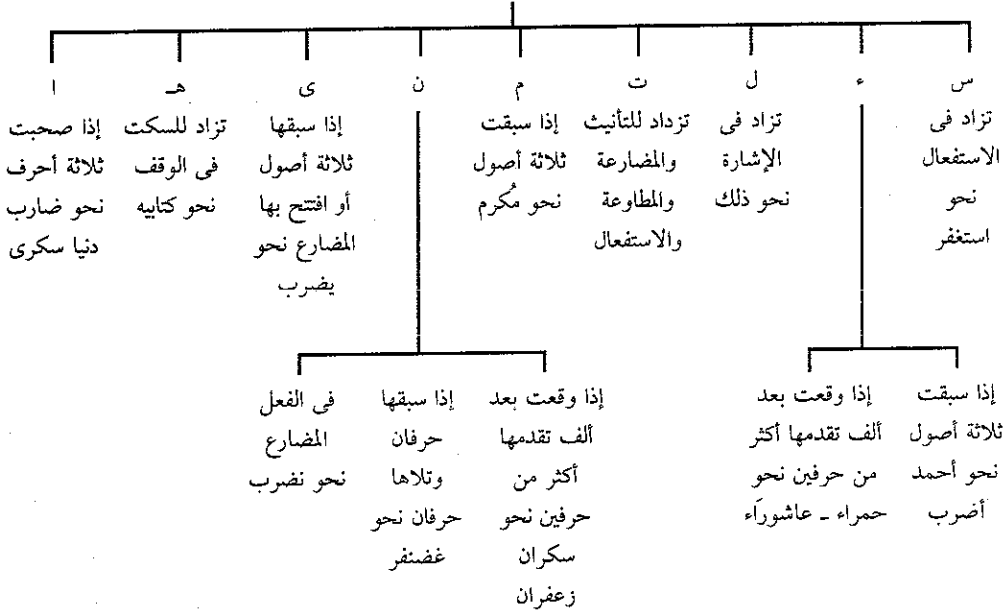 س
تزاد فى
الاستفعال
نحو
استغفر
ء
ل
تزاد فى
الإشارة
نحو ذلك
ت
تزداد للتأنيث
والمضارعة
والمطاوعة
والاستفعال
م
إذا سبقت
ثلاثة أصول
نحو مُكرم
ن
ى
إذا سبقها
ثلاثة أصول
أو افتتح بها
المضارع نحو
يضرب
هـ
تزاد للسكت
فى الوقف
نحو كتابيه
ا
إذا صحبت
ثلاثة أحرف
نحو ضارب
دنيا سكرى
إذا سبقت
ثلاثة أصول
نحو أحمد
أضرب
إذا وقعت بعد
ألف تقدمها أكثر
من حرفين نحو
حمراء - عاشوراَء
إذا وقعت بعد
ألف تقدمها
أكثر من
حرفين نحو
سكران
زعفران
إذا سبقها
حرفان
وتلاها
حرفان نحو
غضنفر
فى الفعل
المضارع
نحو نضرب